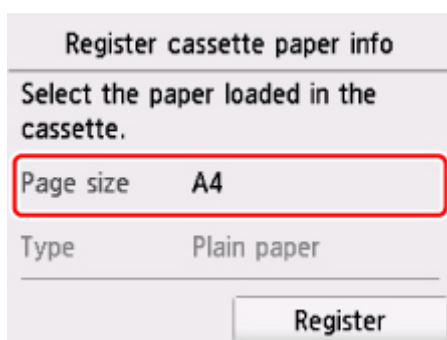 Register cassette paper info
Select the paper loaded in the
cassette.
Page size A4
Type Plain paper
Register